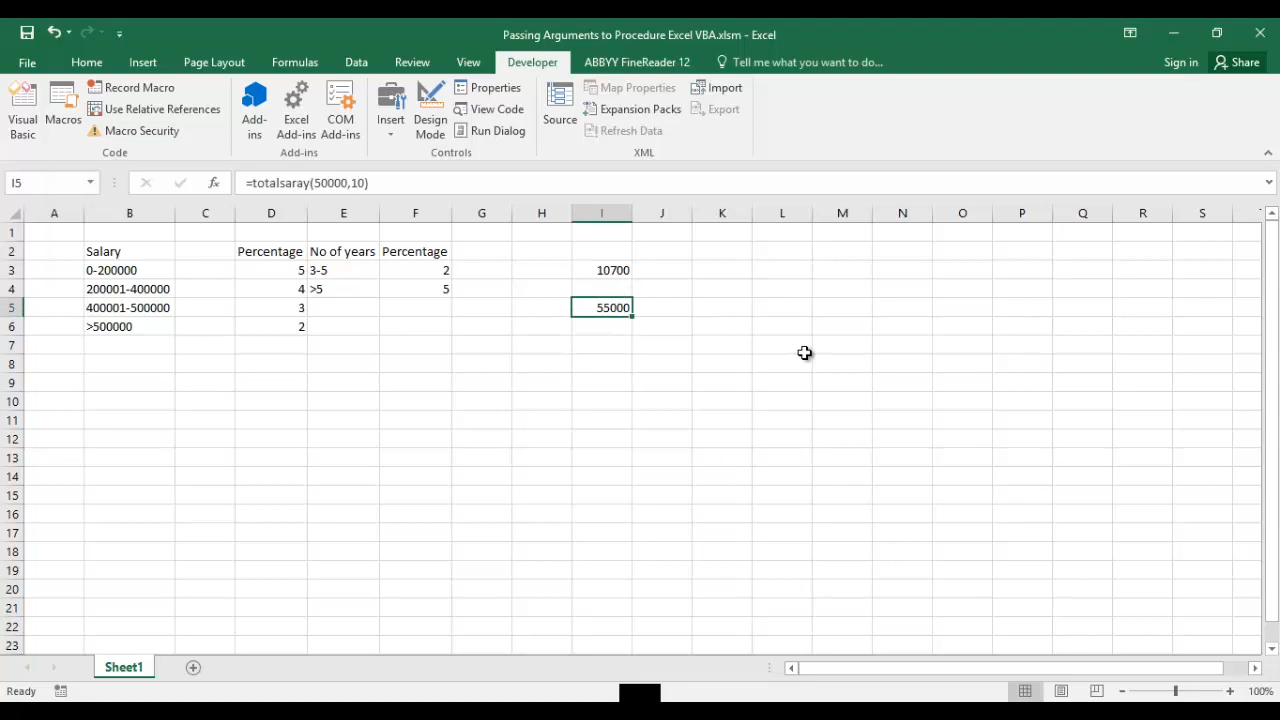 Passing Arguments to Procedure Excel VBA.xlsm - Excel
File Home Insert Page Layout Formulas Data Review View Developer ABBYY FineReader 12 Tell me what you want to do... Sign in Share
Visual Basic
Macros
Record Macro
Use Relative References
Macro Security
Code
Add-ins
Excel Add-ins
COM Add-ins
Add-ins
Insert
Design Mode
Properties
View Code
Run Dialog
Controls
Source
Map Properties
Expansion Packs
Refresh Data
Import
Export
XML
I5 fx =totalsaray(50000,10)
A B C D E F G H I J K L M N O P Q R S
1
2 Salary Percentage No of years Percentage
3 0-200000 5 3-5 2 10700
4 200001-400000 4 >5 5
5 400001-500000 3 55000
6 >500000 2
7
8
9
10
11
12
13
14
15
16
17
18
19
20
21
22
23
Sheet1
Ready 100%